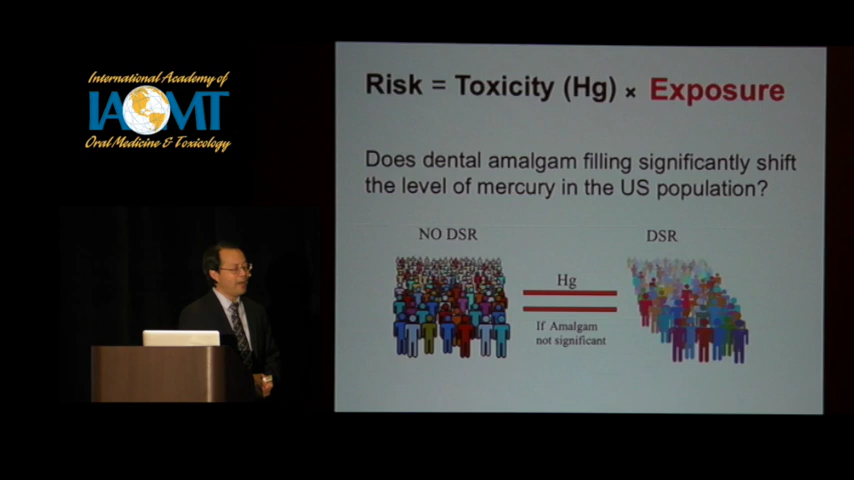 International Academy of
IAOMT
Oral Medicine & Toxicology
Risk = Toxicity (Hg) × Exposure
Does dental amalgam filling significantly shift
the level of mercury in the US population?
NO DSR
DSR
Hg
If Amalgam
not significant